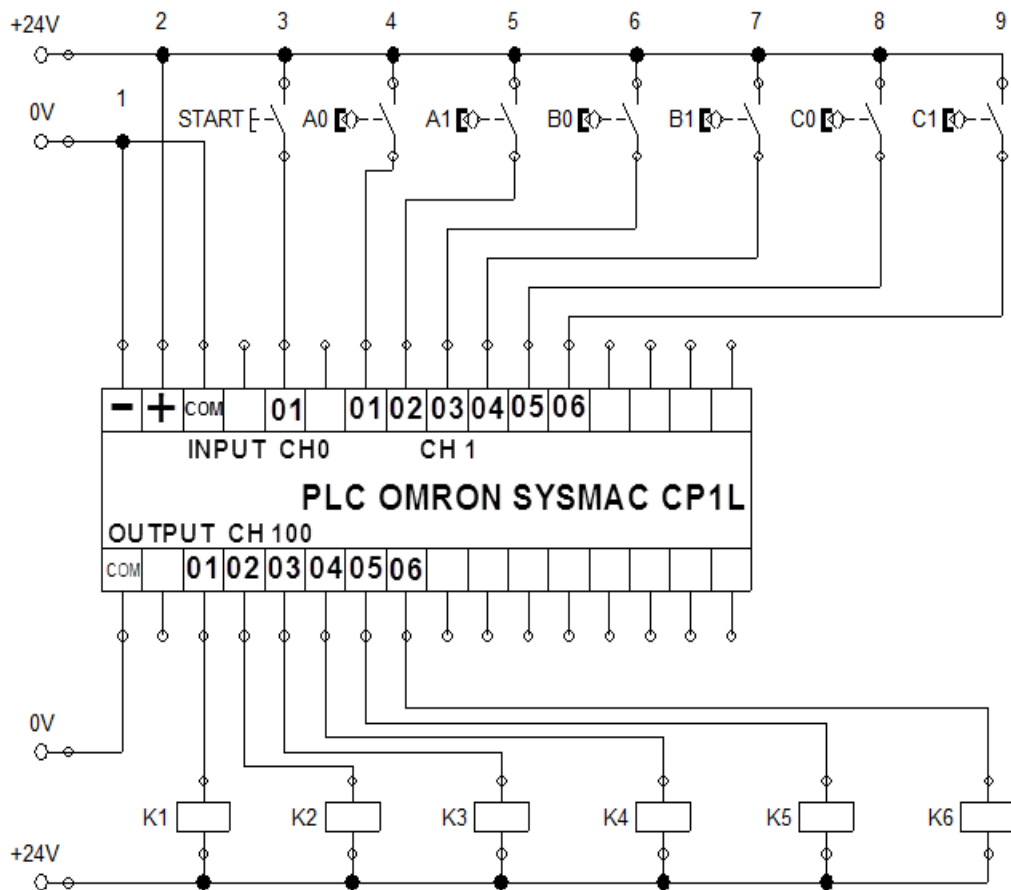 +24V 2 3 4 5 6 7 8 9
0V 1 START A0 A1 B0 B1 C0 C1
- + COM 01 01 02 03 04 05 06
INPUT CH0 CH 1
PLC OMRON SYSMAC CP1L
OUTPUT CH 100
COM 01 02 03 04 05 06
0V
K1 K2 K3 K4 K5 K6
+24V